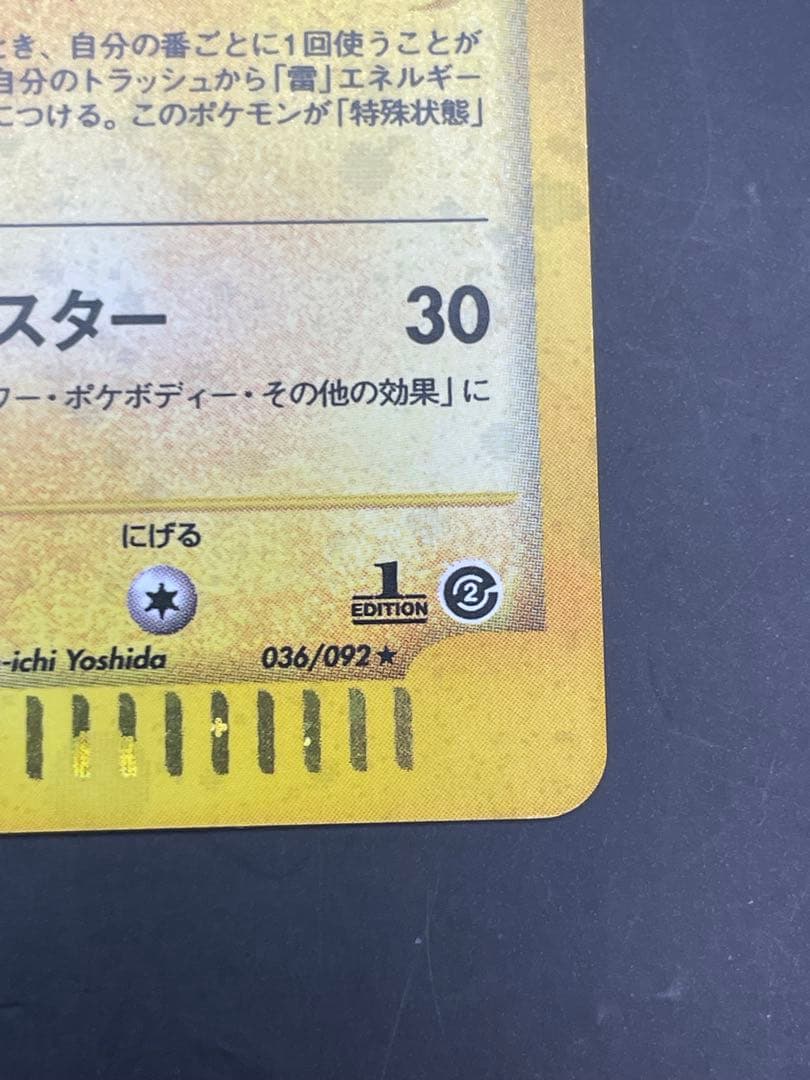 とき、自分の番ごとに1回使うことが
自分のトラッシュから「雷」エネルギー
につける。このポケモンが「特殊状態」
スター 30
ワー・ポケボディー・その他の効果」に
にげる
1
EDITION
2
-ichi Yoshida 036/092★